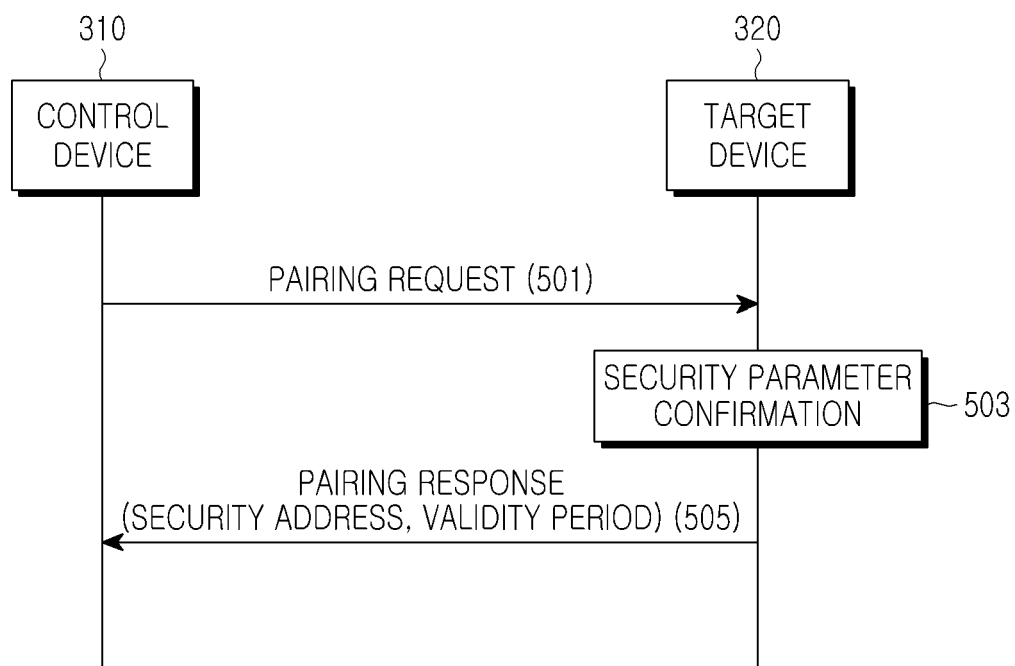 310
320
CONTROL
DEVICE
TARGET
DEVICE
PAIRING REQUEST (501)
SECURITY PARAMETER
CONFIRMATION
503
PAIRING RESPONSE
(SECURITY ADDRESS, VALIDITY PERIOD) (505)